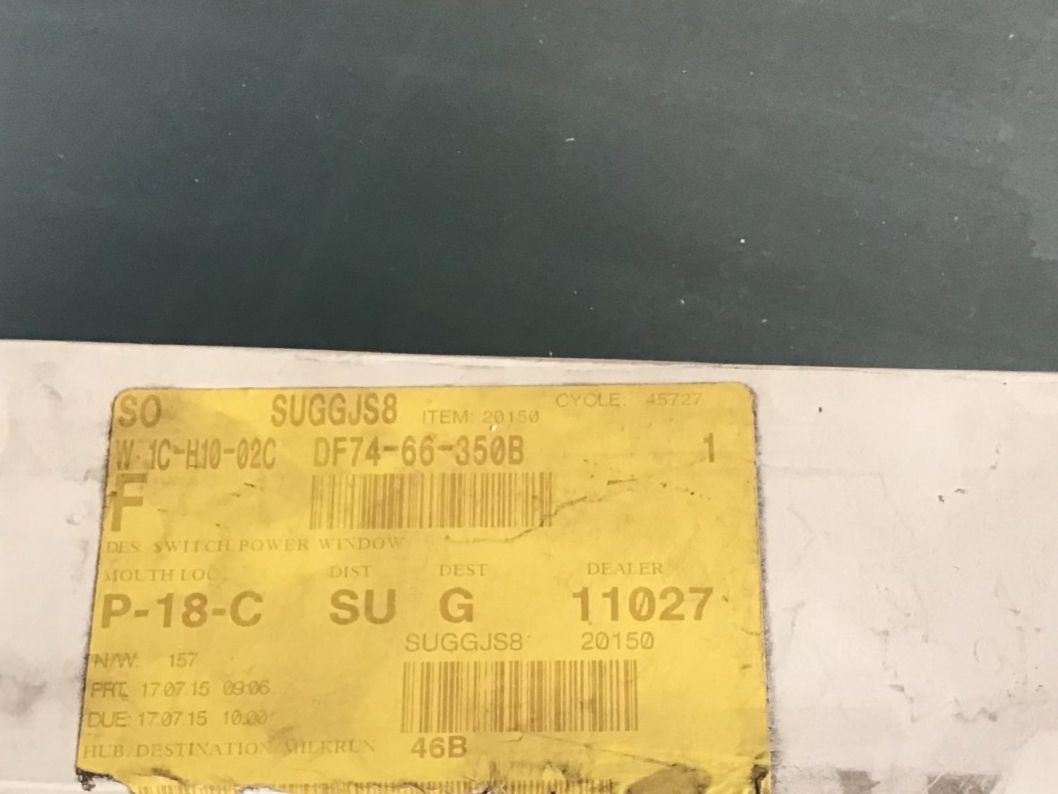 SO SUGGJS8 ITEM: 20150 CYCLE: 45727
W 1C-H10-02C DF74-66-350B 1
F
DES: SWITCH POWER WINDOW
MOUTH LOC DIST DEST DEALER
P-18-C SU G 11027
SUGGJS8 20150
N/W: 157
PRT. 17.07.15 09:06
DUE: 17.07.15 10:00
HUB/DESTINATION/MILKRUN 46B